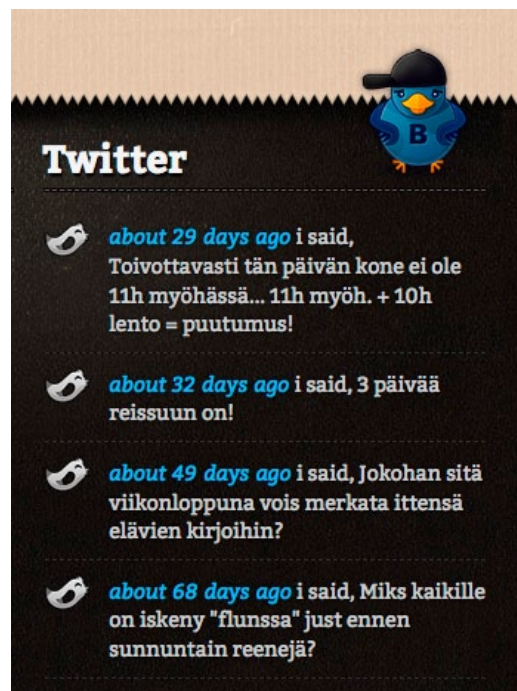 B
Twitter
about 29 days ago i said,
Toivottavasti tän päivän kone ei ole
11h myöhässä... 11h myöh. + 10h
lento = puutumus!
about 32 days ago i said, 3 päivää
reissuun on!
about 49 days ago i said, Jokohan sitä
viikonloppuna vois merkata ittensä
elävien kirjoihin?
about 68 days ago i said, Miks kaikille
on iskeny "flunssa" just ennen
sunnuntain reenejä?